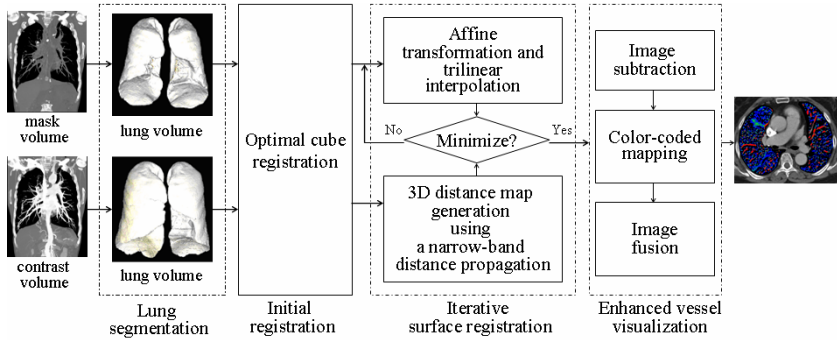 mask
volume
contrast
volume
lung volume
lung volume
Lung
segmentation
Optimal cube
registration
Initial
registration
Affine
transformation and
trilinear
interpolation
No
Minimize?
Yes
3D distance map
generation
using
a narrow-band
distance propagation
Iterative
surface registration
Image
subtraction
Color-coded
mapping
Image
fusion
Enhanced vessel
visualization